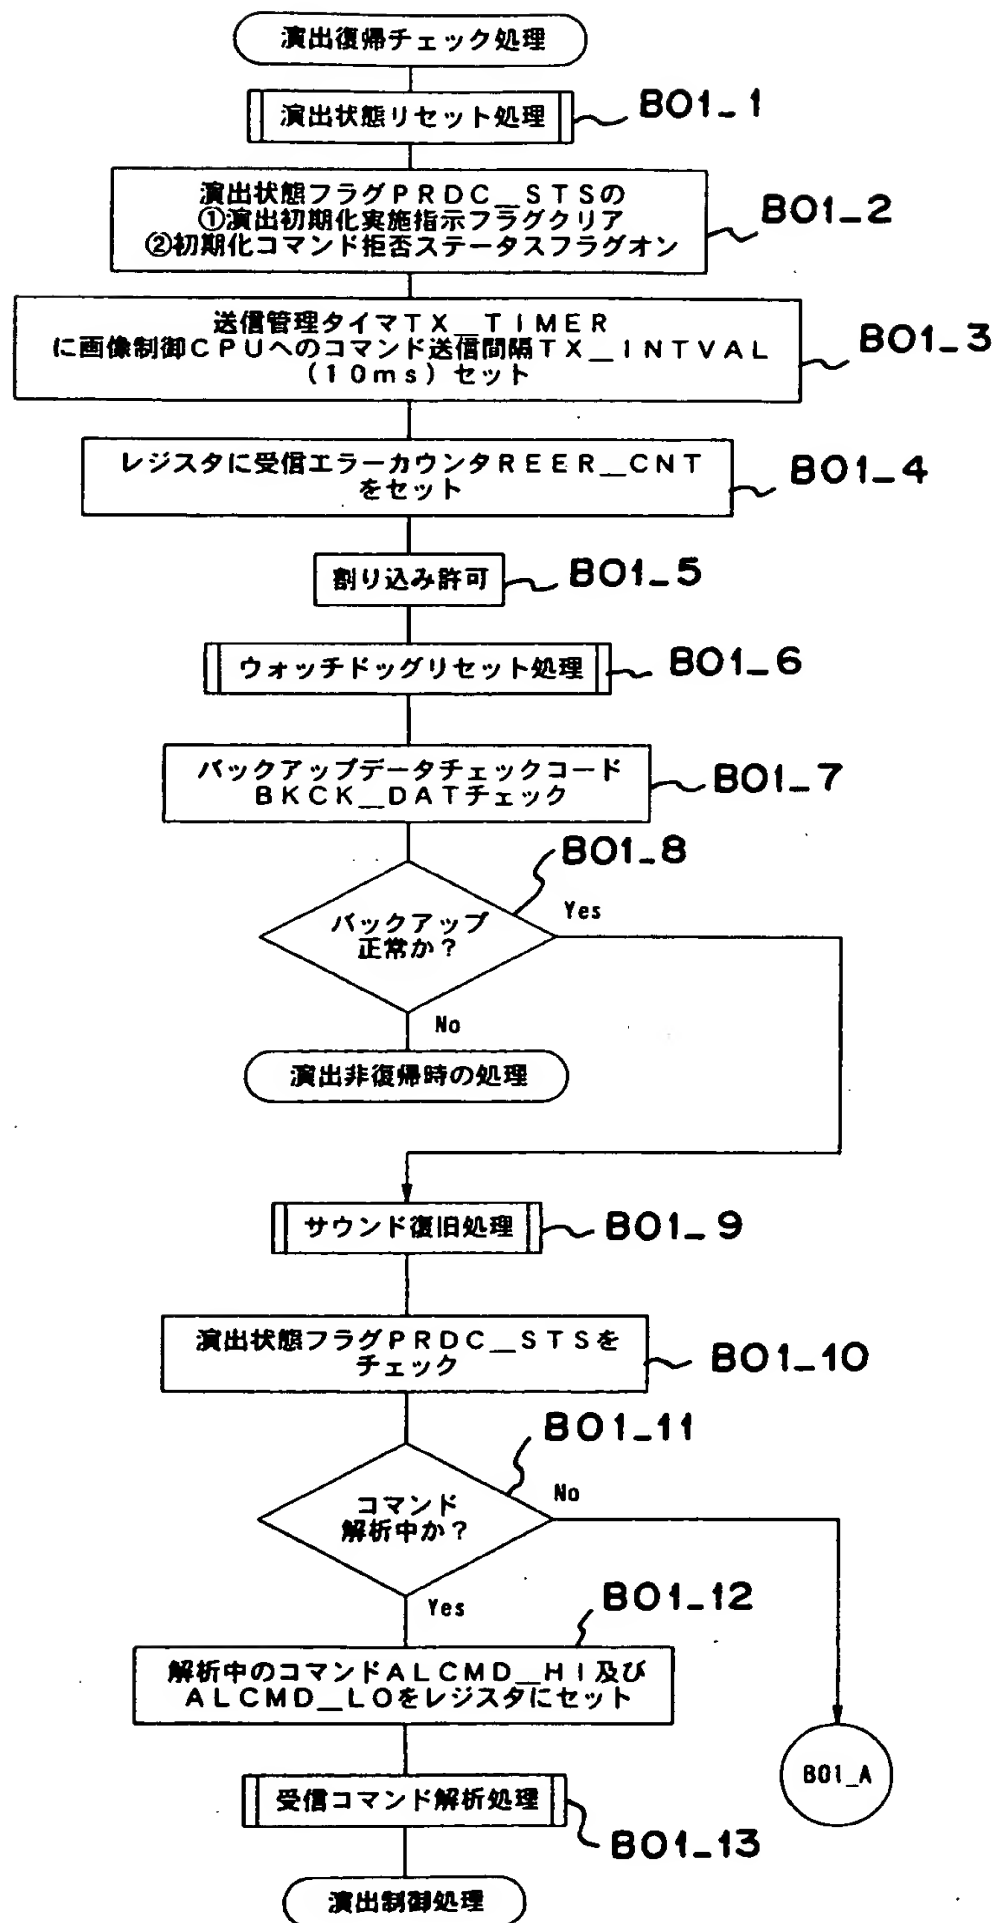 演出復帰チェック処理
演出状態リセット処理
B01_1
演出状態フラグPRDC__STSの
①演出初期化実施指示フラグクリア
②初期化コマンド拒否ステータスフラグオン
B01_2
送信管理タイマTX__TIMER
に画像制御CPUへのコマンド送信間隔TX__INTVAL
(10ms)セット
B01_3
レジスタに受信エラーカウンタREER__CNT
をセット
B01_4
割り込み許可
B01_5
ウォッチドッグリセット処理
B01_6
バックアップデータチェックコード
BKCK__DATチェック
B01_7
B01_8
バックアップ
正常か?
Yes
No
演出非復帰時の処理
サウンド復旧処理
B01_9
演出状態フラグPRDC__STSを
チェック
B01_10
B01_11
コマンド
解析中か?
No
Yes
B01_12
解析中のコマンドALCMD__HI及び
ALCMD__LOをレジスタにセット
B01_A
受信コマンド解析処理
B01_13
演出制御処理